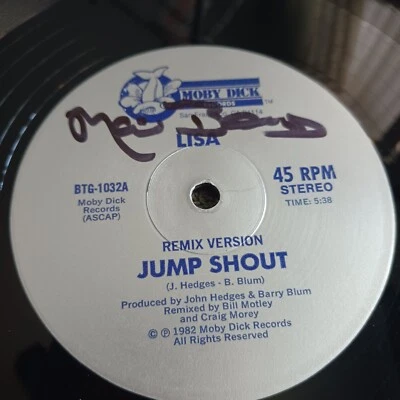 MOBY DICK
RECORDS
TM
LISA
BTG-1032A
Moby Dick
Records
(ASCAP)
45 RPM
STEREO
TIME: 5:38
REMIX VERSION
JUMP SHOUT
(J. Hedges - B. Blum)
Produced by John Hedges & Barry Blum
Remixed by Bill Motley
and Craig Morey
© ℗ 1982 Moby Dick Records
All Rights Reserved